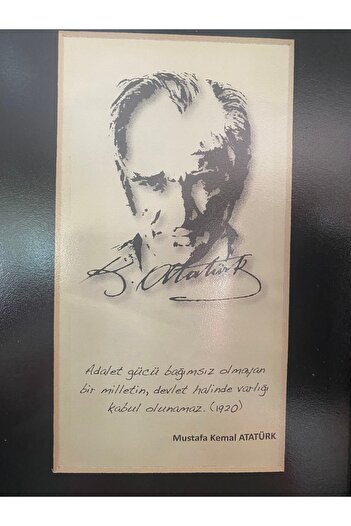 K. Atatürk
Adalet gücü bağımsız olmayan
bir milletin, devlet halinde varlığı
kabul olunamaz. (1920)
Mustafa Kemal ATATÜRK